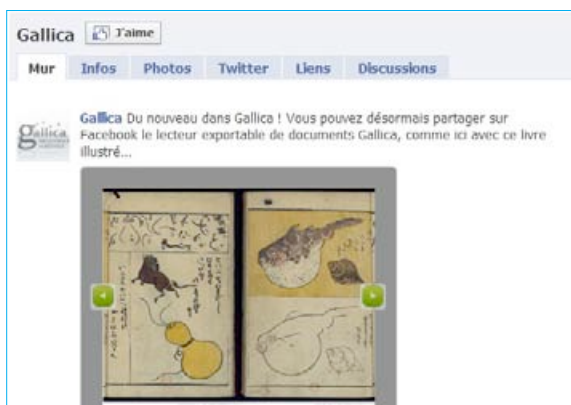 Gallica J'aime
Mur Infos Photos Twitter Liens Discussions
gallica
Gallica Du nouveau dans Gallica ! Vous pouvez désormais partager sur
Facebook le lecteur exportable de documents Gallica, comme ici avec ce livre
illustré...